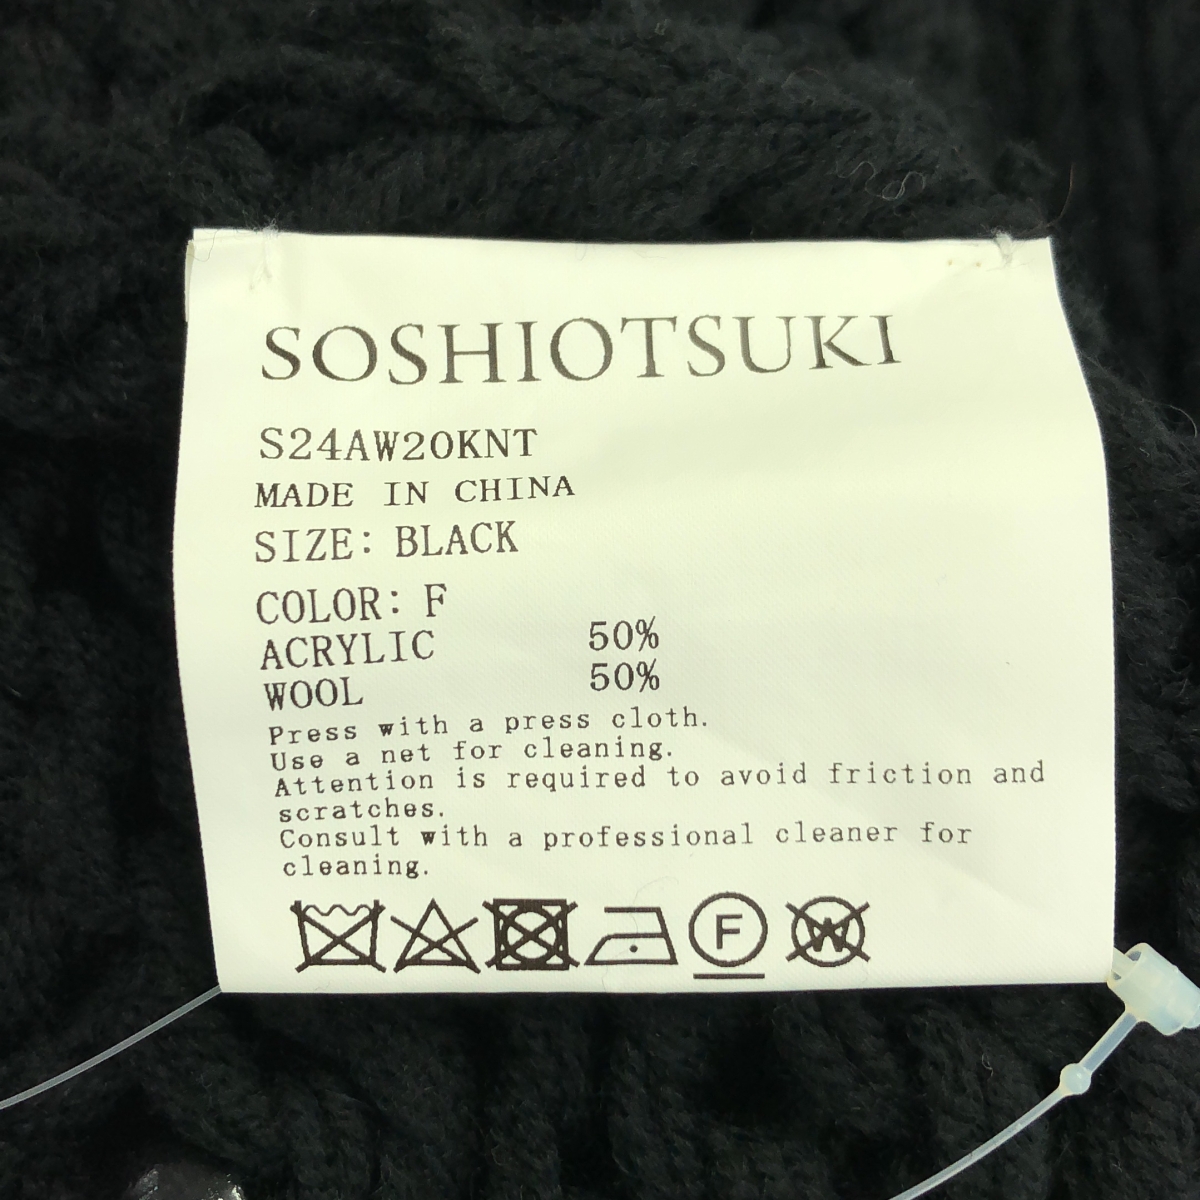 SOSHIOTSUKI
S24AW20KNT
MADE IN CHINA
SIZE: BLACK
COLOR: F
ACRYLIC 50%
WOOL 50%
Press with a press cloth.
Use a net for cleaning.
Attention is required to avoid friction and
scratches.
Consult with a professional cleaner for
cleaning.
F W